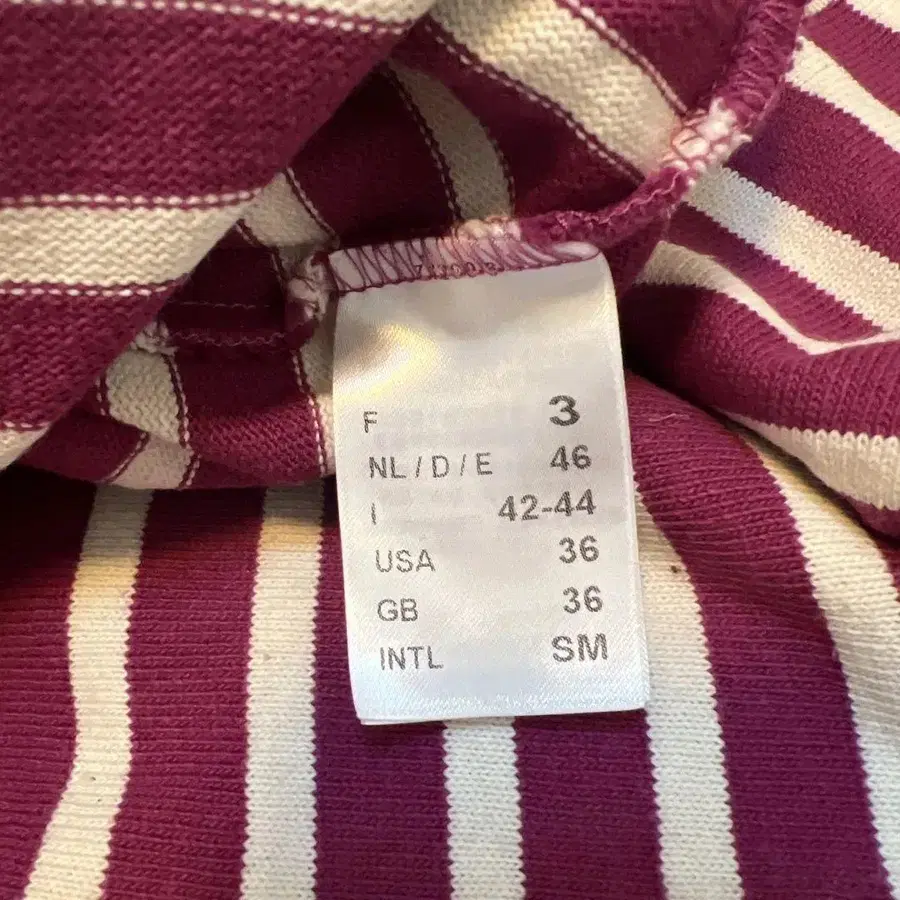 F 3
NL / D / E 46
I 42-44
USA 36
GB 36
INTL SM